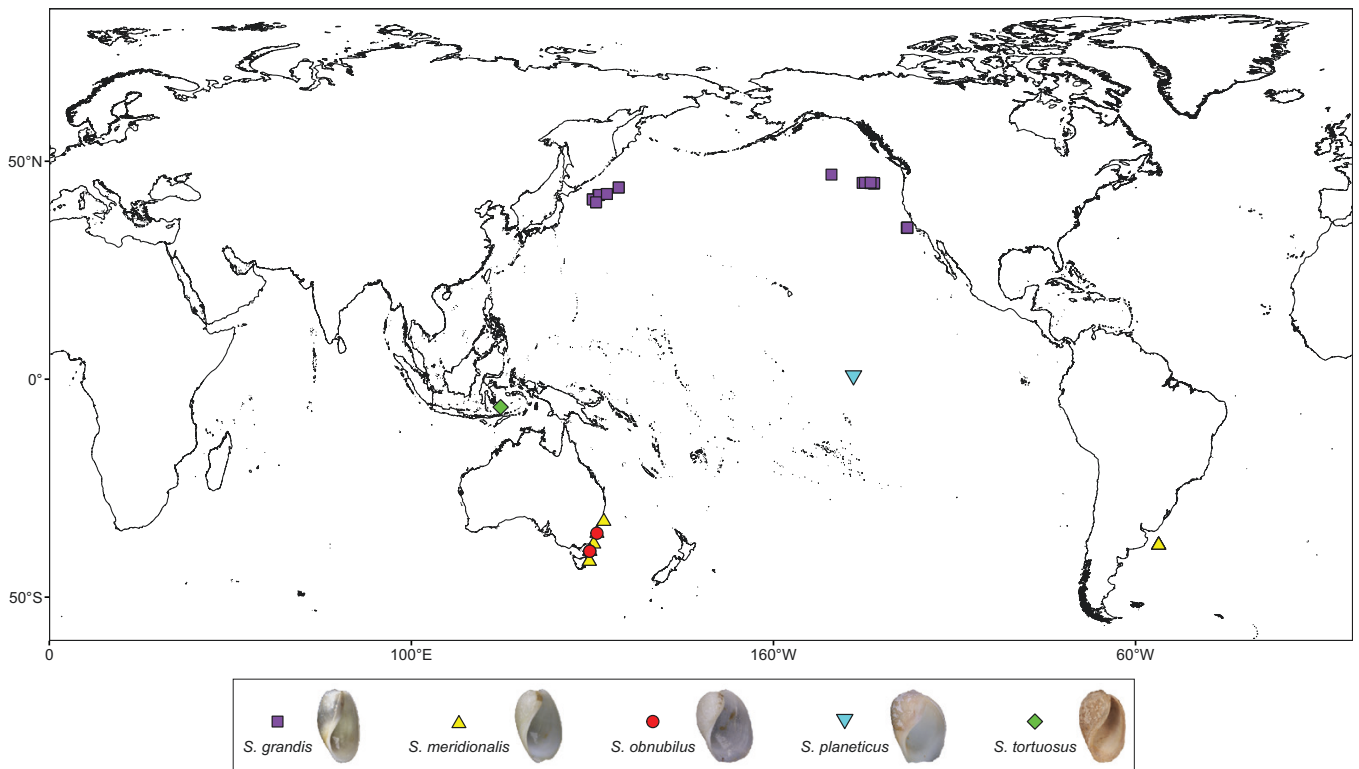 50°N
0°
50°S
0 100°E 160°W 60°W
S. grandis S. meridionalis S. obnubilus S. planeticus S. tortuosus